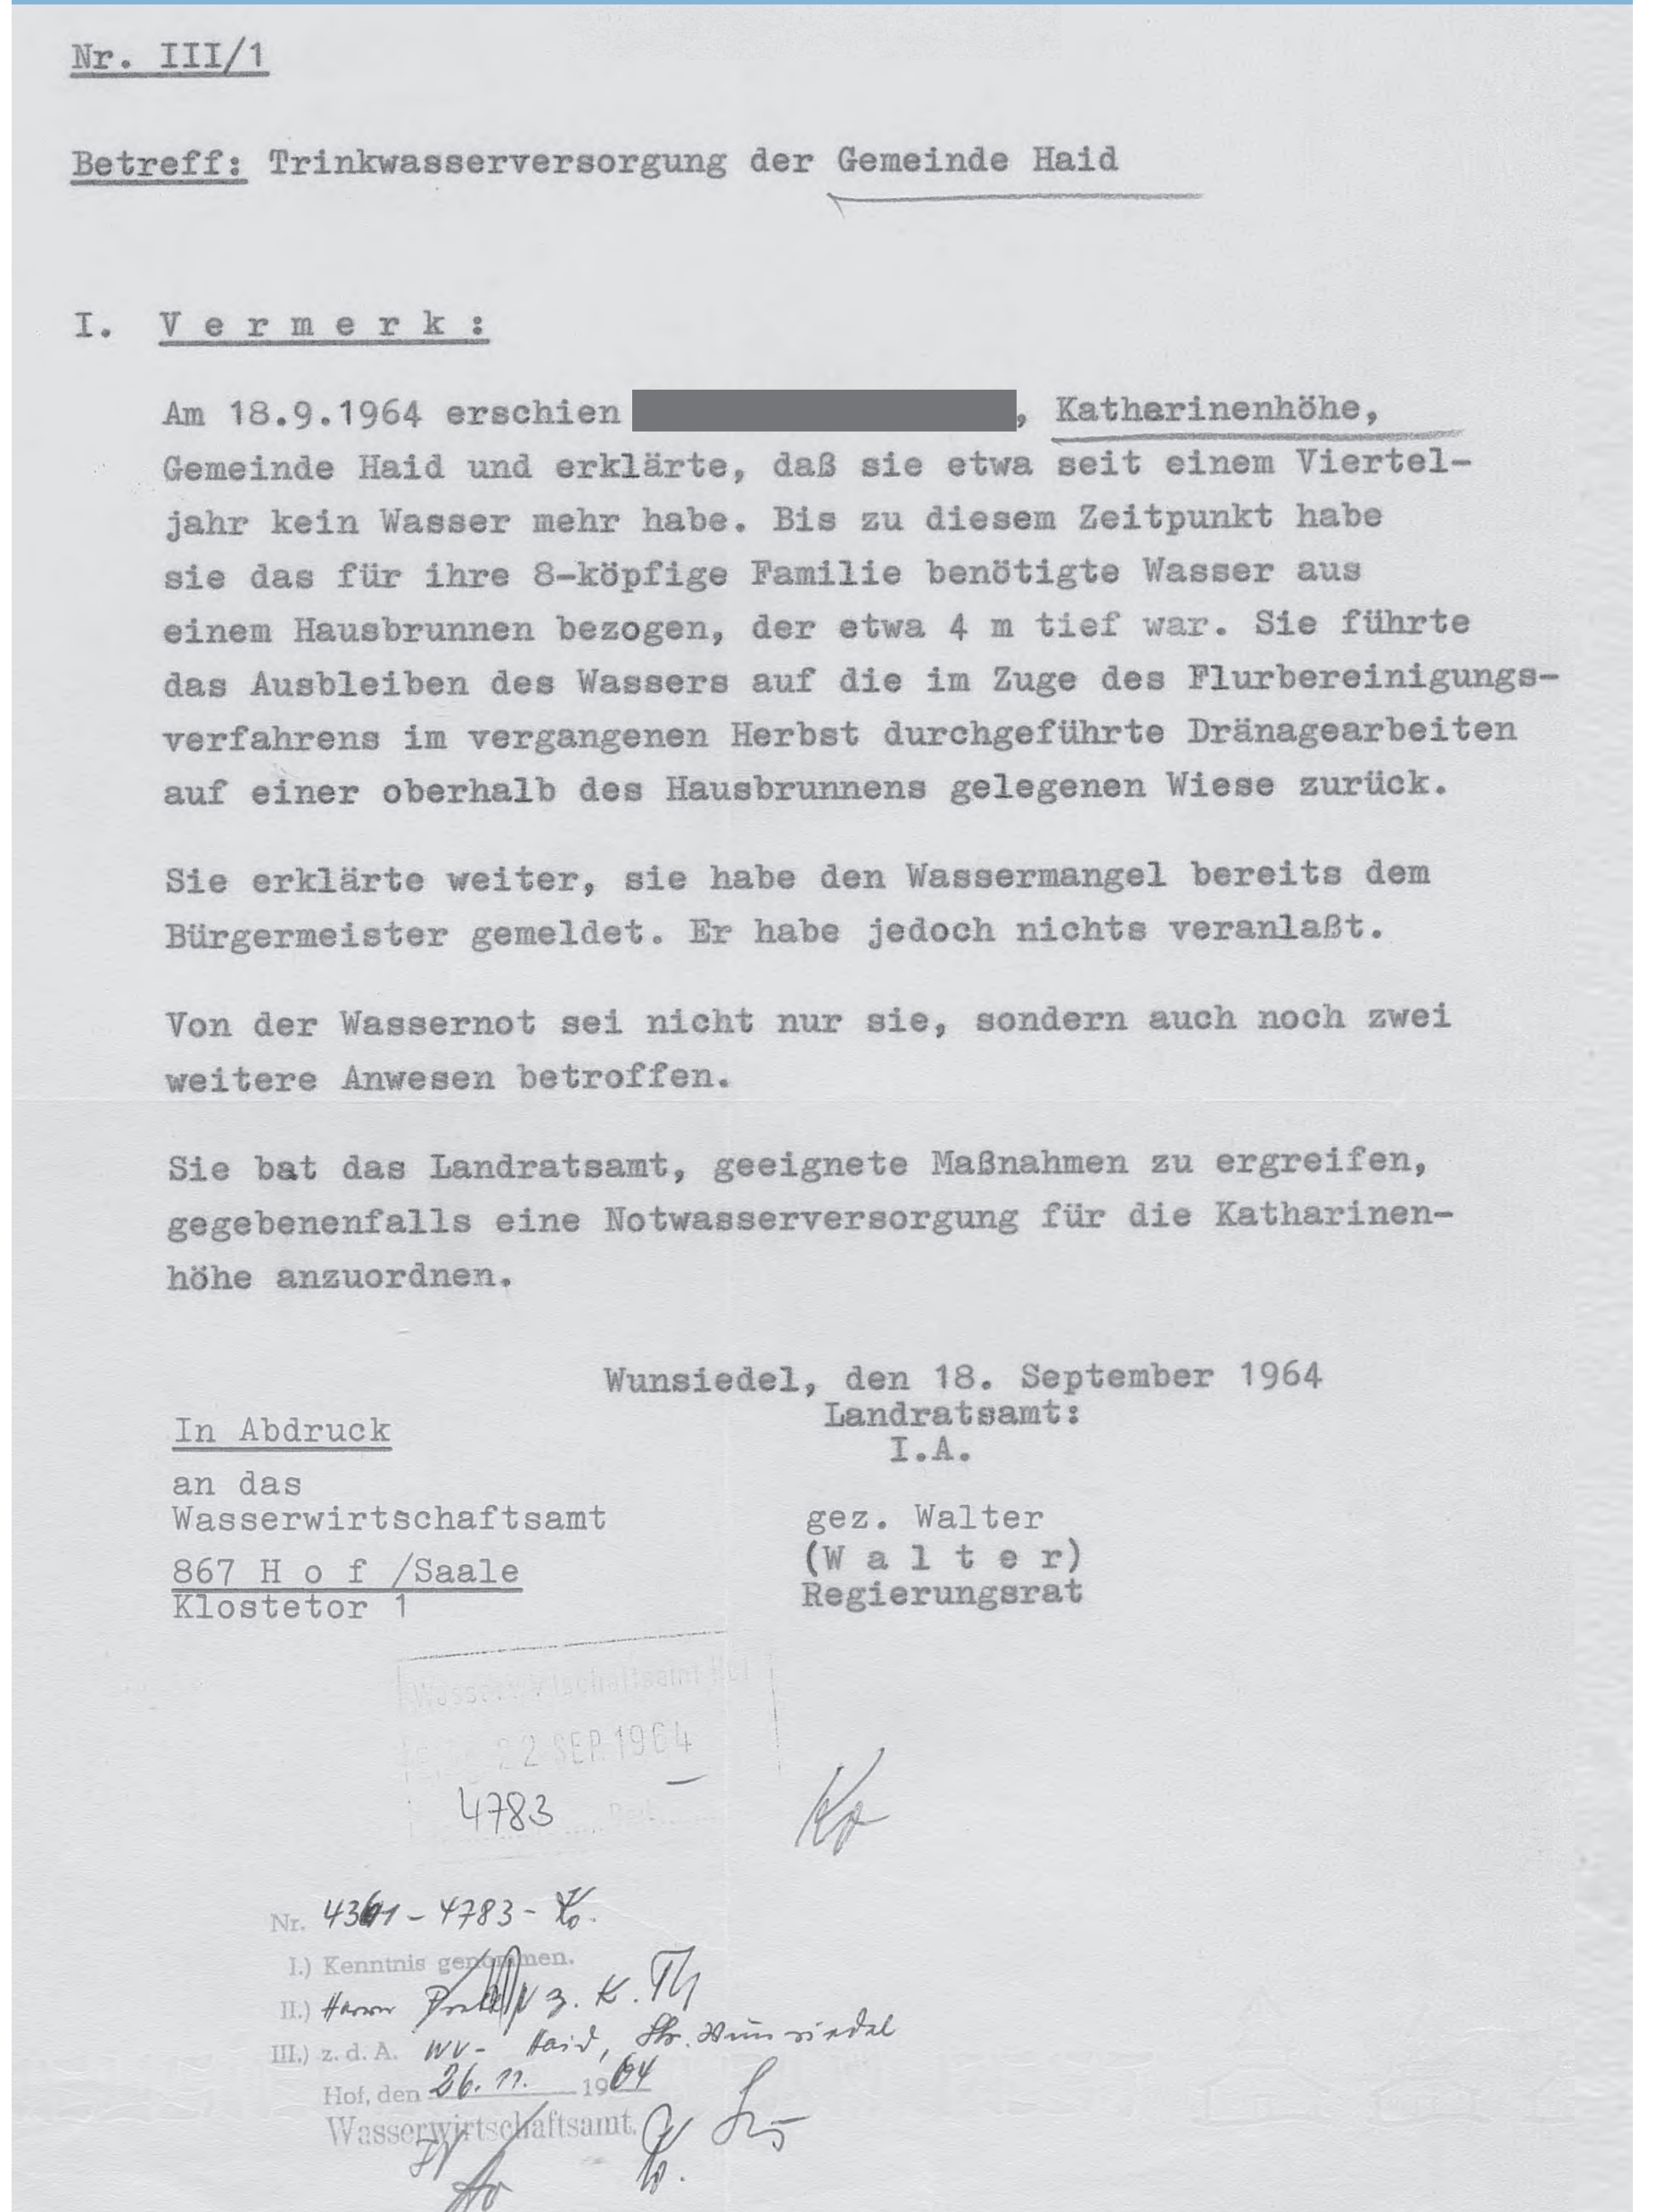 Nr. III/1
Betreff: Trinkwasserversorgung der Gemeinde Haid
I. V e r m e r k :
Am 18.9.1964 erschien , Katharinenhöhe,
Gemeinde Haid und erklärte, daß sie etwa seit einem Viertel-
jahr kein Wasser mehr habe. Bis zu diesem Zeitpunkt habe
sie das für ihre 8-köpfige Familie benötigte Wasser aus
einem Hausbrunnen bezogen, der etwa 4 m tief war. Sie führte
das Ausbleiben des Wassers auf die im Zuge des Flurbereinigungs-
verfahrens im vergangenen Herbst durchgeführte Dränagearbeiten
auf einer oberhalb des Hausbrunnens gelegenen Wiese zurück.
Sie erklärte weiter, sie habe den Wassermangel bereits dem
Bürgermeister gemeldet. Er habe jedoch nichts veranlaßt.
Von der Wassernot sei nicht nur sie, sondern auch noch zwei
weitere Anwesen betroffen.
Sie bat das Landratsamt, geeignete Maßnahmen zu ergreifen,
gegebenenfalls eine Notwasserversorgung für die Katharinen-
höhe anzuordnen.
Wunsiedel, den 18. September 1964
Landratsamt:
I.A.
gez. Walter
(W a l t e r)
Regierungsrat
In Abdruck
an das
Wasserwirtschaftsamt
867 H o f /Saale
Klostetor 1
Wasserwirtschaftsamt Hof
22 SEP. 1964
4783
Nr. 4361 - 4783 - Ko.
I.) Kenntnis genommen.
II.) Herrn z. K.
III.) z. d. A. WV- Haid, Wunsiedel
Hof, den 26. 11. 1964
Wasserwirtschaftsamt.